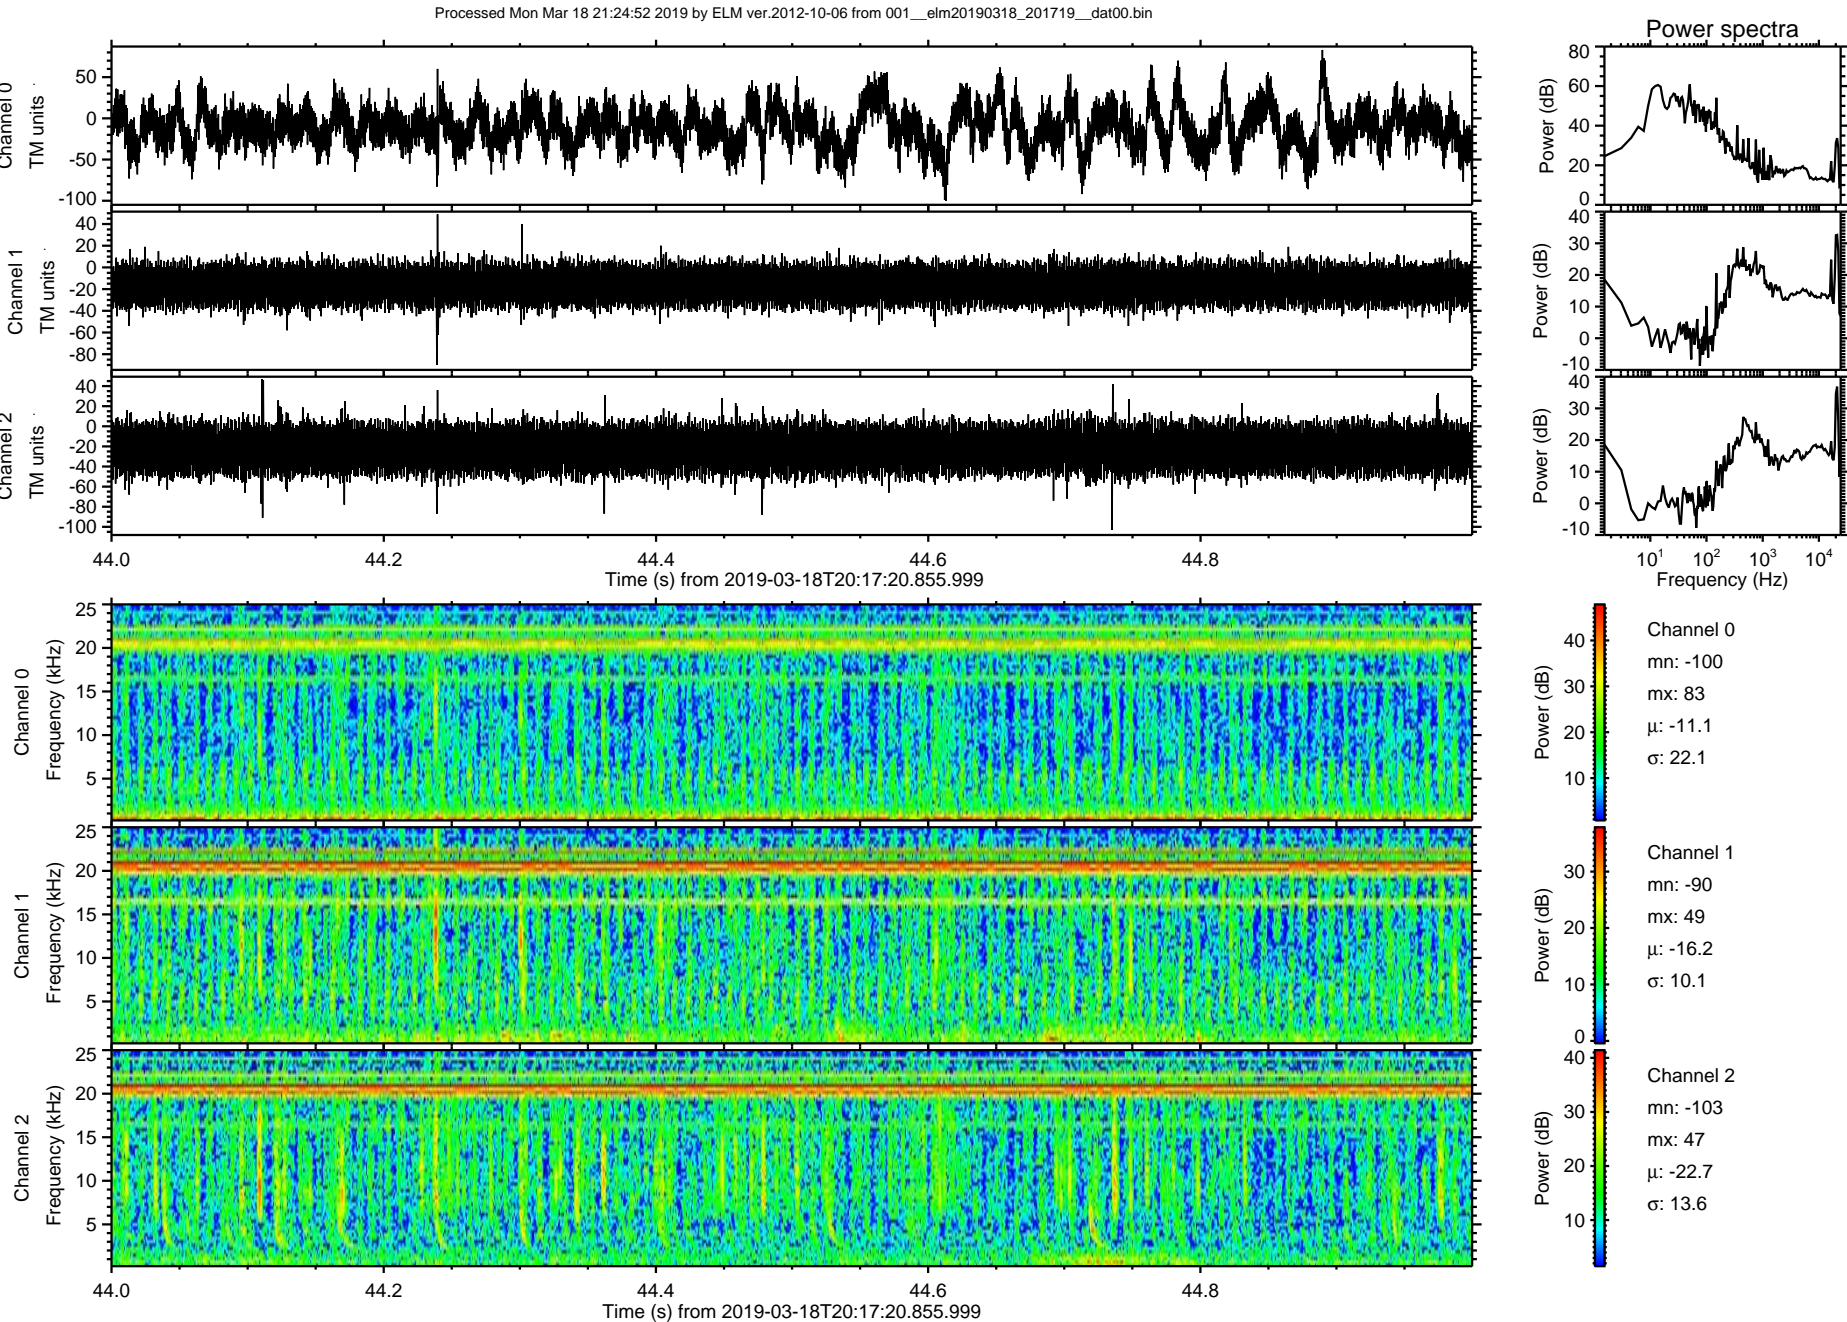 Processed Mon Mar 18 21:24:52 2019 by ELM ver.2012-10-06 from 001__elm20190318_201719__dat00.bin
Power spectra
Channel 0
TM units
50
0
-50
-100
Power (dB)
80
60
40
20
0
Channel 1
TM units
40
20
0
-20
-40
-60
-80
Power (dB)
40
30
20
10
0
-10
Channel 2
TM units
40
20
0
-20
-40
-60
-80
-100
Power (dB)
40
30
20
10
0
-10
44.0 44.2 44.4 44.6 44.8
Time (s) from 2019-03-18T20:17:20.855.999
10^1 10^2 10^3 10^4
Frequency (Hz)
Channel 0
Frequency (kHz)
25
20
15
10
5
Power (dB)
40
30
20
10
Channel 0
mn: -100
mx: 83
μ: -11.1
σ: 22.1
Channel 1
Frequency (kHz)
25
20
15
10
5
Power (dB)
30
20
10
0
Channel 1
mn: -90
mx: 49
μ: -16.2
σ: 10.1
Channel 2
Frequency (kHz)
25
20
15
10
5
Power (dB)
40
30
20
10
Channel 2
mn: -103
mx: 47
μ: -22.7
σ: 13.6
44.0 44.2 44.4 44.6 44.8
Time (s) from 2019-03-18T20:17:20.855.999